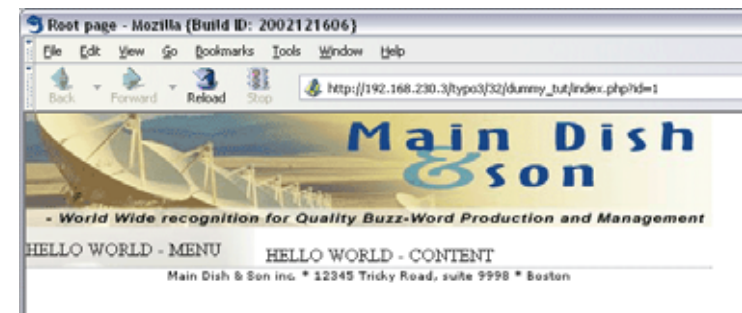 Root page - Mozilla {Build ID: 2002121606}
File Edit View Go Bookmarks Tools Window Help
Back Forward Reload Stop http://192.168.230.3/typo3/32/dummy_tut/index.php?id=1
Main Dish
& son
- World Wide recognition for Quality Buzz-Word Production and Management
HELLO WORLD - MENU HELLO WORLD - CONTENT
Main Dish & Son inc. * 12345 Tricky Road, suite 9998 * Boston